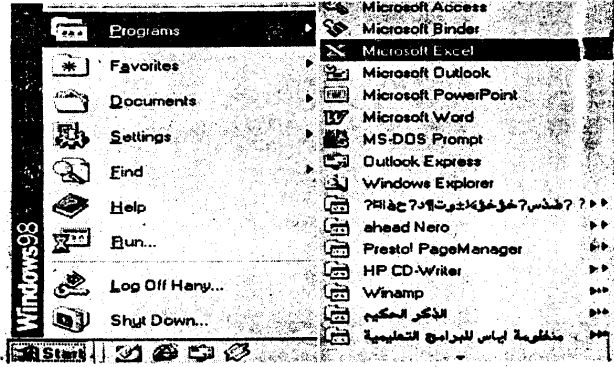 Programs
Favorites
Documents
Settings
Find
Help
Run...
Log Off Hany...
Shut Down...
Windows98
Start
Microsoft Access
Microsoft Binder
Microsoft Excel
Microsoft Outlook
Microsoft PowerPoint
Microsoft Word
MS-DOS Prompt
Outlook Express
Windows Explorer
ahaad Nero
Presto! PageManager
HP CD-Writer
Winamp
الذكر الحكيم
منظومة اياس للبرامج التعليمية